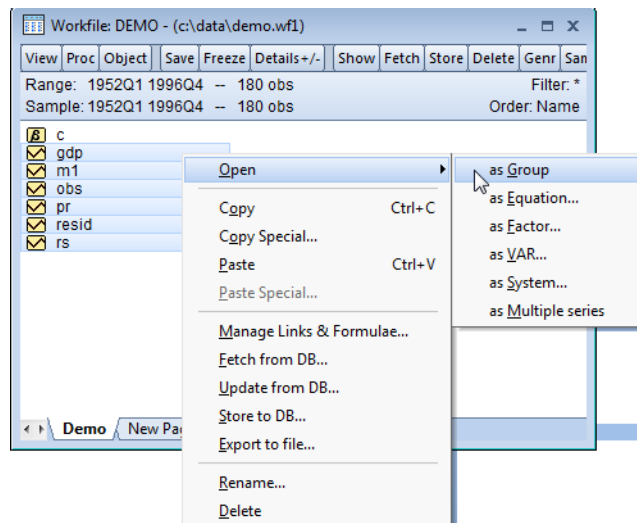 Workfile: DEMO - (c:\data\demo.wf1)
View Proc Object Save Freeze Details+/- Show Fetch Store Delete Genr Sam
Range: 1952Q1 1996Q4 -- 180 obs Filter: *
Sample: 1952Q1 1996Q4 -- 180 obs Order: Name
β c
gdp
m1
obs
pr
resid
rs
Open
Copy Ctrl+C
Copy Special...
Paste Ctrl+V
Paste Special...
Manage Links & Formulae...
Fetch from DB...
Update from DB...
Store to DB...
Export to file...
Rename...
Delete
as Group
as Equation...
as Factor...
as VAR...
as System...
as Multiple series
Demo New Pa